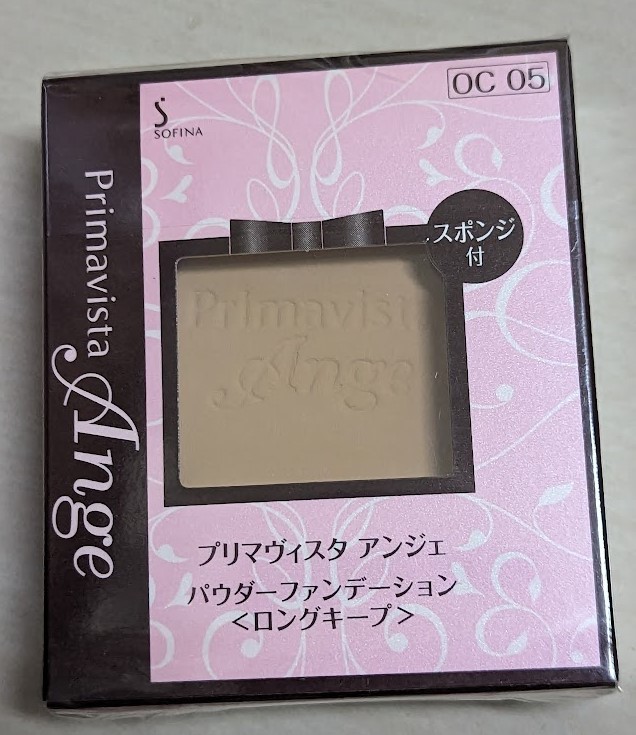 OC 05
SOFINA
Primavista
Ange
スポンジ
付
Primavista
Ange
プリマヴィスタ アンジェ
パウダーファンデーション
<ロングキープ>